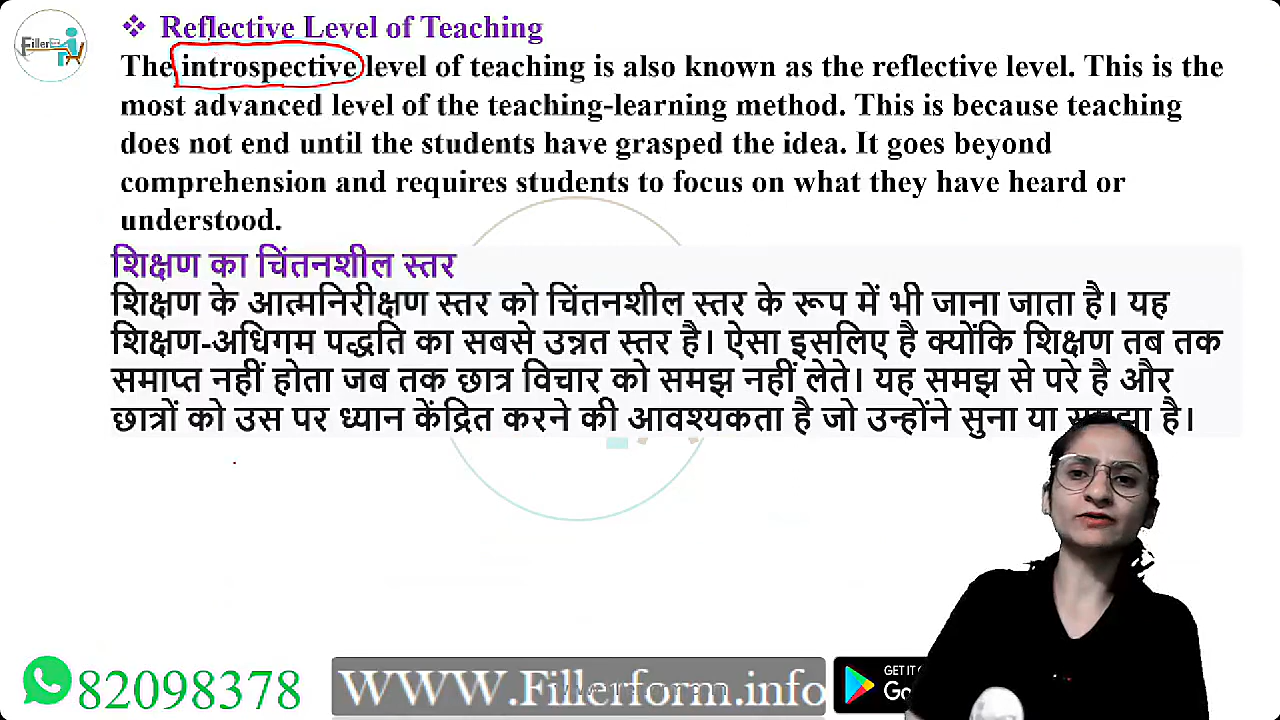 Filler
❖ Reflective Level of Teaching
The introspective level of teaching is also known as the reflective level. This is the
most advanced level of the teaching-learning method. This is because teaching
does not end until the students have grasped the idea. It goes beyond
comprehension and requires students to focus on what they have heard or
understood.
शिक्षण का चिंतनशील स्तर
शिक्षण के आत्मनिरीक्षण स्तर को चिंतनशील स्तर के रूप में भी जाना जाता है। यह
शिक्षण-अधिगम पद्धति का सबसे उन्नत स्तर है। ऐसा इसलिए है क्योंकि शिक्षण तब तक
समाप्त नहीं होता जब तक छात्र विचार को समझ नहीं लेते। यह समझ से परे है और
छात्रों को उस पर ध्यान केंद्रित करने की आवश्यकता है जो उन्होंने सुना या समझा है।
82098378
WWW.Fillerform.info
GET IT
Go